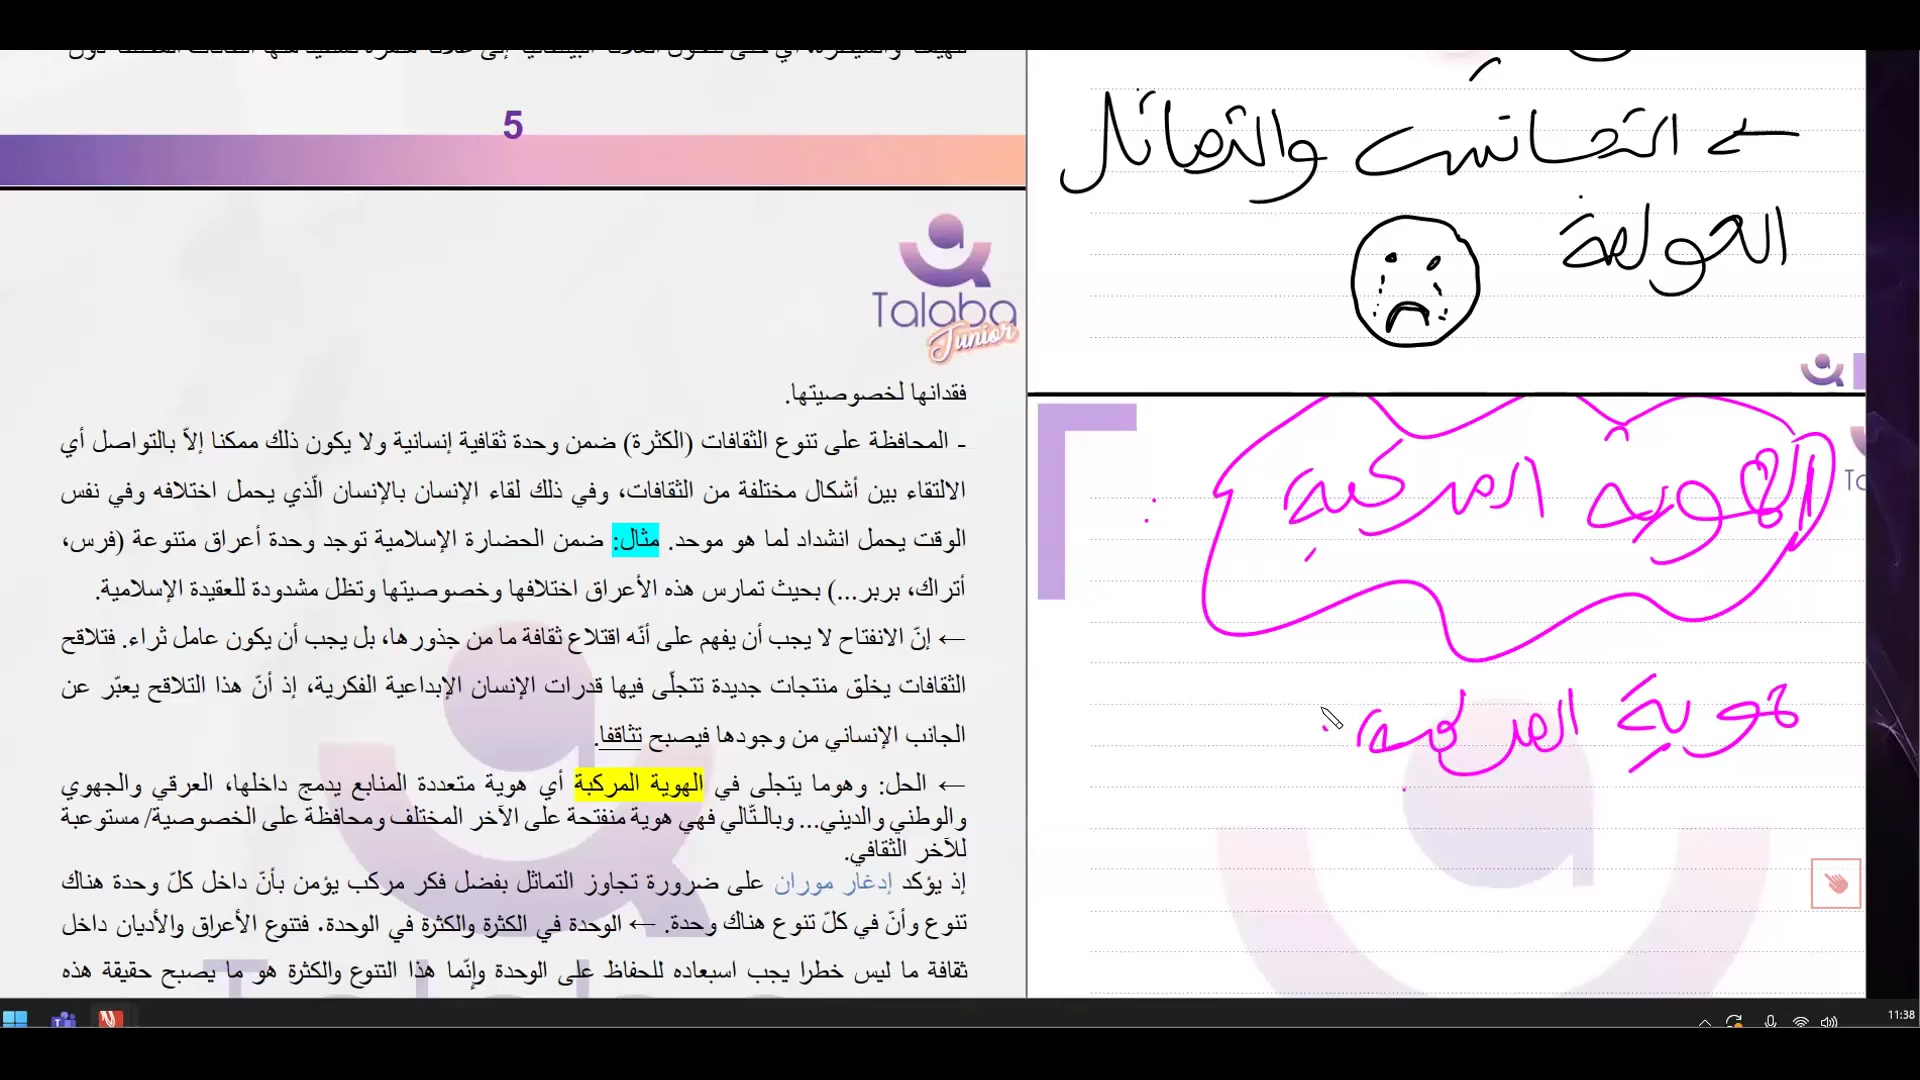 5
Talaba
Junior
فقدانها لخصوصيتها.
- المحافظة على تنوع الثقافات (الكثرة) ضمن وحدة ثقافية إنسانية ولا يكون ذلك ممكنا إلاّ بالتواصل أي
الالتقاء بين أشكال مختلفة من الثقافات، وفي ذلك لقاء الإنسان بالإنسان الّذي يحمل اختلافه وفي نفس
الوقت يحمل انشداد لما هو موحد. مثال: ضمن الحضارة الإسلامية توجد وحدة أعراق متنوعة (فرس،
أتراك، بربر...) بحيث تمارس هذه الأعراق اختلافها وخصوصيتها وتظل مشدودة للعقيدة الإسلامية.
← إنّ الانفتاح لا يجب أن يفهم على أنّه اقتلاع ثقافة ما من جذورها، بل يجب أن يكون عامل ثراء. فتلاقح
الثقافات يخلق منتجات جديدة تتجلّى فيها قدرات الإنسان الإبداعية الفكرية، إذ أنّ هذا التلاقح يعبّر عن
الجانب الإنساني من وجودها فيصبح تثاقفا.
← الحل: وهوما يتجلى في الهوية المركبة أي هوية متعددة المنابع يدمج داخلها، العرقي والجهوي
والوطني والديني... وبالتّالي فهي هوية منفتحة على الآخر المختلف ومحافظة على الخصوصية/ مستوعبة
للآخر الثقافي.
إذ يؤكد إدغار موران على ضرورة تجاوز التماثل بفضل فكر مركب يؤمن بأنّ داخل كلّ وحدة هناك
تنوع وأنّ في كلّ تنوع هناك وحدة. ← الوحدة في الكثرة والكثرة في الوحدة. فتنوع الأعراق والأديان داخل
ثقافة ما ليس خطرا يجب اسبعاده للحفاظ على الوحدة وإنّما هذا التنوع والكثرة هو ما يصبح حقيقة هذه
← التجانس والتماثل
العولمة
الهوية المركبة :
هوية المركبة
11:38